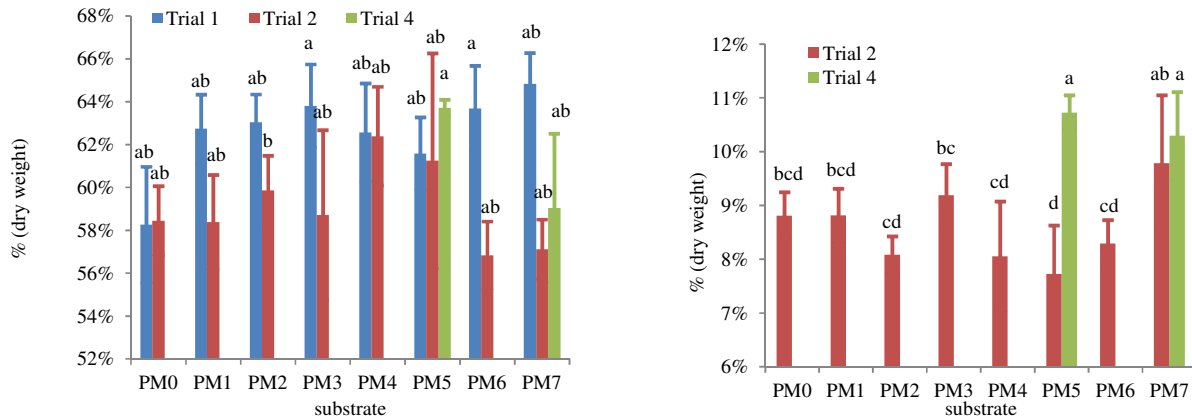 68%
66%
64%
62%
60%
58%
56%
54%
52%
% (dry weight)
Trial 1 Trial 2 Trial 4
ab ab ab ab ab b a ab ab ab ab ab a a ab ab ab ab
PM0 PM1 PM2 PM3 PM4 PM5 PM6 PM7
substrate
12%
11%
10%
9%
8%
7%
6%
% (dry weight)
Trial 2
Trial 4
bcd bcd cd bc cd d a cd ab a
PM0 PM1 PM2 PM3 PM4 PM5 PM6 PM7
substrate